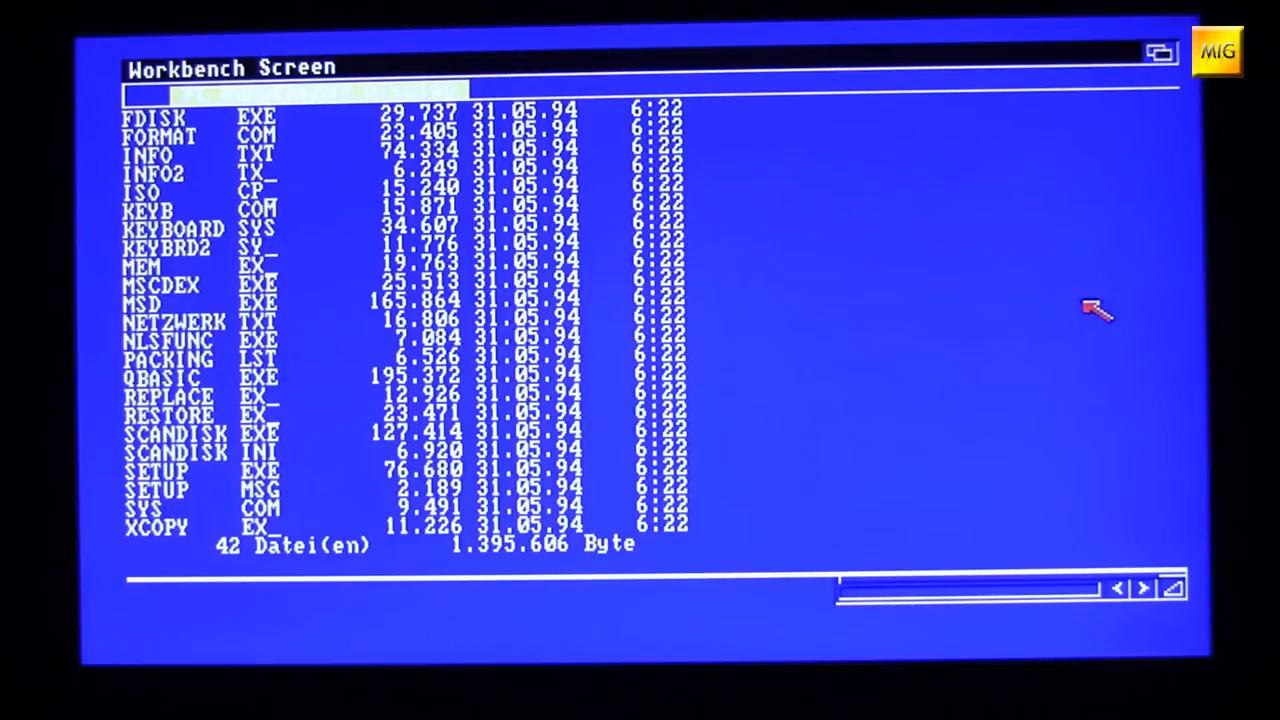 MIG
Workbench Screen
FDISK EXE 29.737 31.05.94 6:22
FORMAT COM 23.405 31.05.94 6:22
INFO TXT 74.334 31.05.94 6:22
INFO2 TX_ 6.249 31.05.94 6:22
ISO CP_ 15.240 31.05.94 6:22
KEYB COM 15.871 31.05.94 6:22
KEYBOARD SYS 34.607 31.05.94 6:22
KEYBRD2 SY_ 11.776 31.05.94 6:22
MEM EX_ 19.763 31.05.94 6:22
MSCDEX EXE 25.513 31.05.94 6:22
MSD EXE 165.864 31.05.94 6:22
NETZWERK TXT 16.806 31.05.94 6:22
NLSFUNC EXE 7.084 31.05.94 6:22
PACKING LST 6.526 31.05.94 6:22
QBASIC EXE 195.372 31.05.94 6:22
REPLACE EX_ 12.926 31.05.94 6:22
RESTORE EX_ 23.471 31.05.94 6:22
SCANDISK EXE 127.414 31.05.94 6:22
SCANDISK INI 6.920 31.05.94 6:22
SETUP EXE 76.680 31.05.94 6:22
SETUP MSG 2.189 31.05.94 6:22
SYS COM 9.491 31.05.94 6:22
XCOPY EX_ 11.226 31.05.94 6:22
42 Datei(en) 1.395.606 Byte